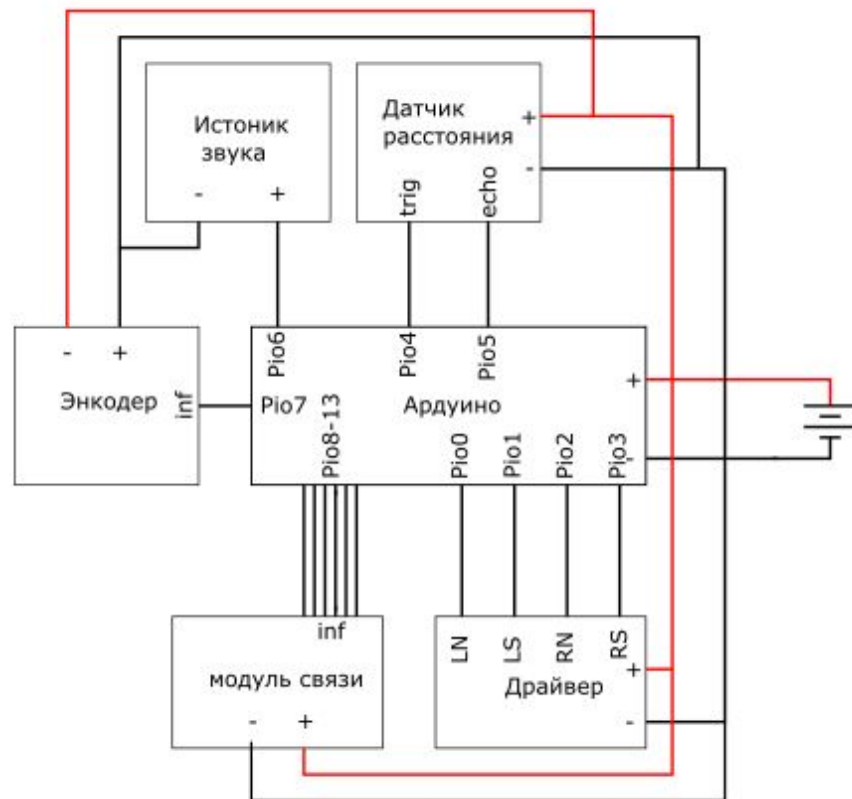 Истоник
звука
- +
Датчик
расстояния
+
-
trig
echo
- +
Энкодер
inf
Pio6
Pio4
Pio5
Pio7
Ардуино
+
-
Pio8-13
Pio0
Pio1
Pio2
Pio3
inf
модуль связи
- +
LN
LS
RN
RS
Драйвер
+
-